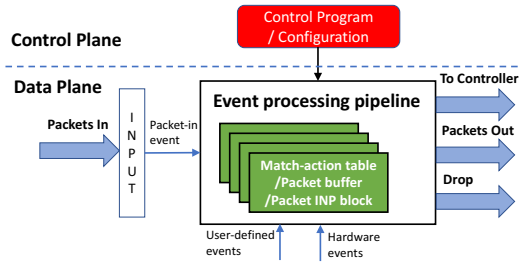 Control Plane
Control Program
/ Configuration
Data Plane
To Controller
Event processing pipeline
Packets In
INPUT
Packet-in
event
Packets Out
Match-action table
/Packet buffer
/Packet INP block
Drop
User-defined
events
Hardware
events